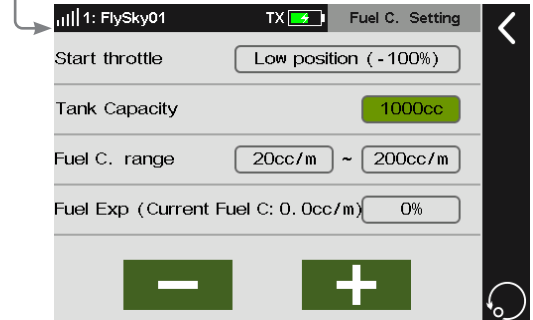 1: FlySky01 TX Fuel C. Setting
Start throttle Low position (-100%)
Tank Capacity 1000cc
Fuel C. range 20cc/m ~ 200cc/m
Fuel Exp (Current Fuel C: 0.0cc/m) 0%